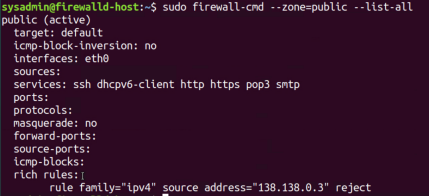 sysadmin@firewalld-host:~$ sudo firewall-cmd --zone=public --list-all
public (active)
  target: default
  icmp-block-inversion: no
  interfaces: eth0
  sources:
  services: ssh dhcpv6-client http https pop3 smtp
  ports:
  protocols:
  masquerade: no
  forward-ports:
  source-ports:
  icmp-blocks:
  rich rules:
        rule family="ipv4" source address="138.138.0.3" reject